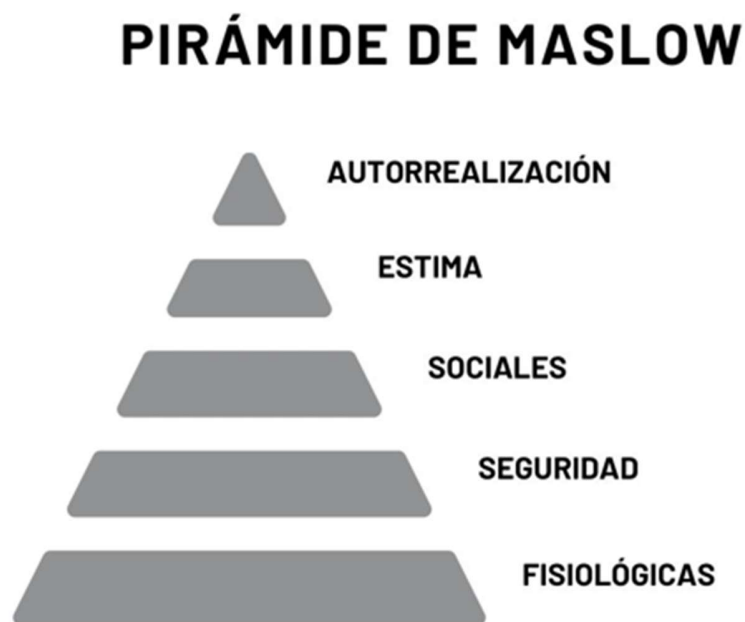 PIRÁMIDE DE MASLOW
AUTORREALIZACIÓN
ESTIMA
SOCIALES
SEGURIDAD
FISIOLÓGICAS